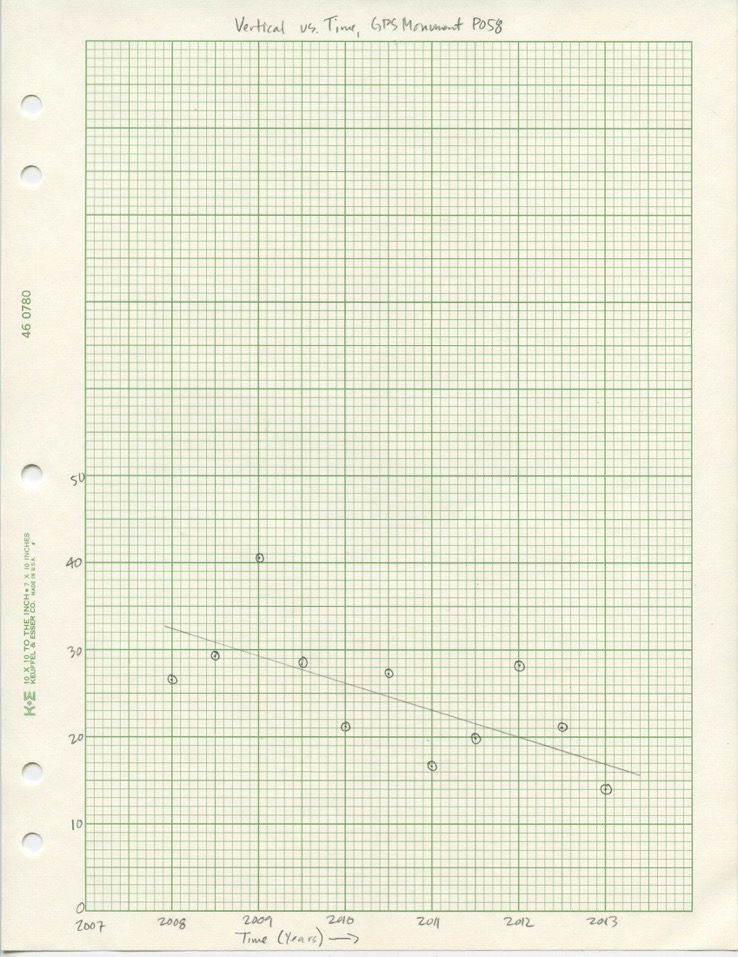 Vertical vs. Time, GPS Monument P058
46 0780
50
40
30
20
10
0
2007 2008 2009 2010 2011 2012 2013
Time (Years) →
K+E 10 X 10 TO THE INCH • 7 X 10 INCHES
KEUFFEL & ESSER CO. MADE IN U.S.A.